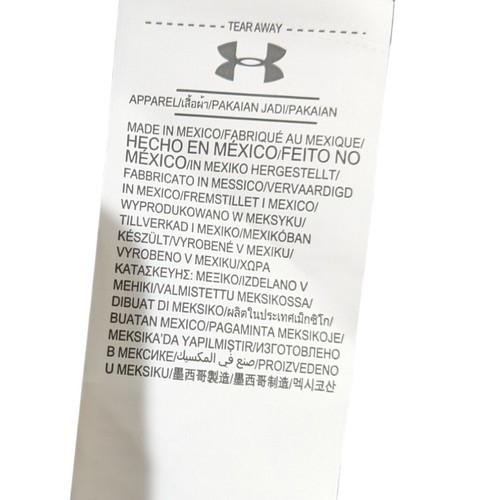 TEAR AWAY
APPAREL/เสื้อผ้า/PAKAIAN JADI/PAKAIAN
MADE IN MEXICO/FABRIQUÉ AU MEXIQUE/
HECHO EN MÉXICO/FEITO NO
MÉXICO/IN MEXIKO HERGESTELLT/
FABBRICATO IN MESSICO/VERVAARDIGD
IN MEXICO/FREMSTILLET I MEXICO/
WYPRODUKOWANO W MEKSYKU/
TILLVERKAD I MEXIKO/MEXIKÓBAN
KÉSZÜLT/VYROBENÉ V MEXIKU/
VYROBENO V MEXIKU/ΧΩΡΑ
ΚΑΤΑΣΚΕΥΗΣ: ΜΕΞΙΚΟ/IZDELANO V
MEHIKI/VALMISTETTU MEKSIKOSSA/
DIBUAT DI MEKSIKO/ผลิตในประเทศเม็กซิโก/
BUATAN MEXICO/PAGAMINTA MEKSIKOJE/
MEKSIKA'DA YAPILMIŞTIR/ИЗГОТОВЛЕНО
В МЕКСИКЕ/صنع في المكسيك/PROIZVEDENO
U MEKSIKU/墨西哥製造/墨西哥制造/멕시코산